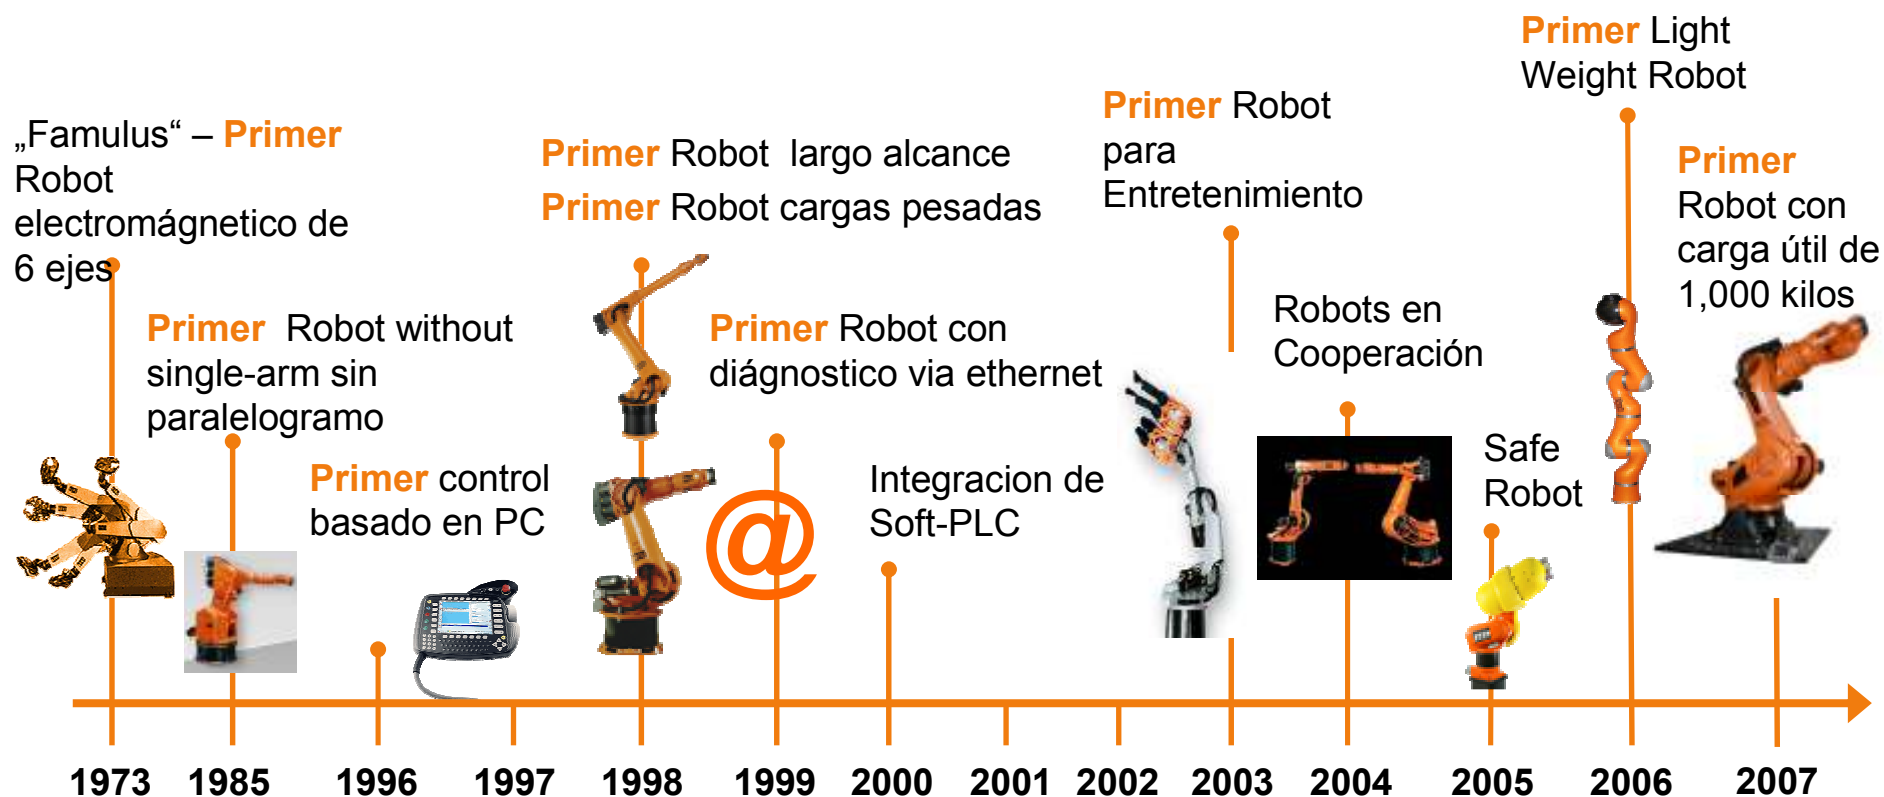 „Famulus“ – Primer
Robot
electromágnetico de
6 ejes
Primer Robot without
single-arm sin
paralelogramo
Primer control
basado en PC
Primer Robot largo alcance
Primer Robot cargas pesadas
Primer Robot con
diágnostico via ethernet
@
Integracion de
Soft-PLC
Primer Robot
para
Entretenimiento
Robots en
Cooperación
Safe
Robot
Primer Light
Weight Robot
Primer
Robot con
carga útil de
1,000 kilos
1973 1985 1996 1997 1998 1999 2000 2001 2002 2003 2004 2005 2006 2007